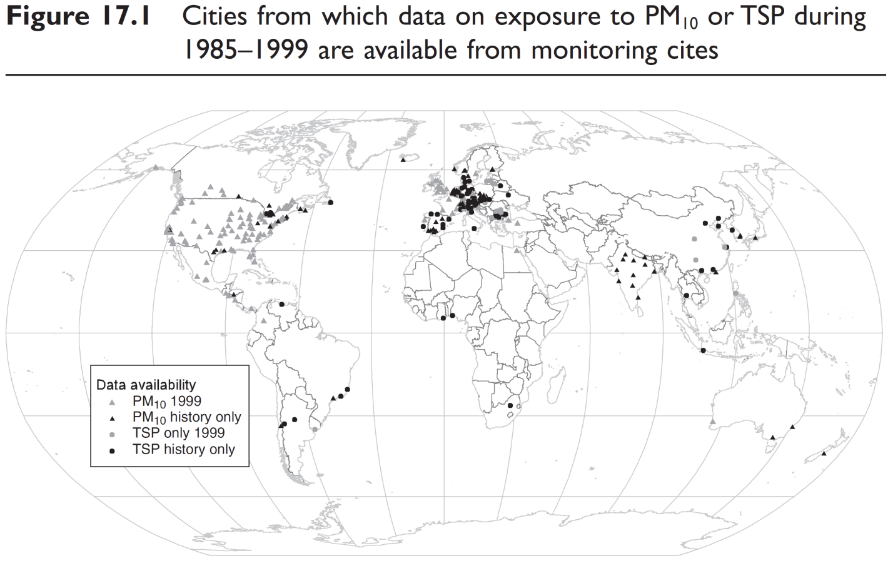 Figure 17.1 Cities from which data on exposure to PM10 or TSP during
1985–1999 are available from monitoring cites
Data availability
PM10 1999
PM10 history only
TSP only 1999
TSP history only